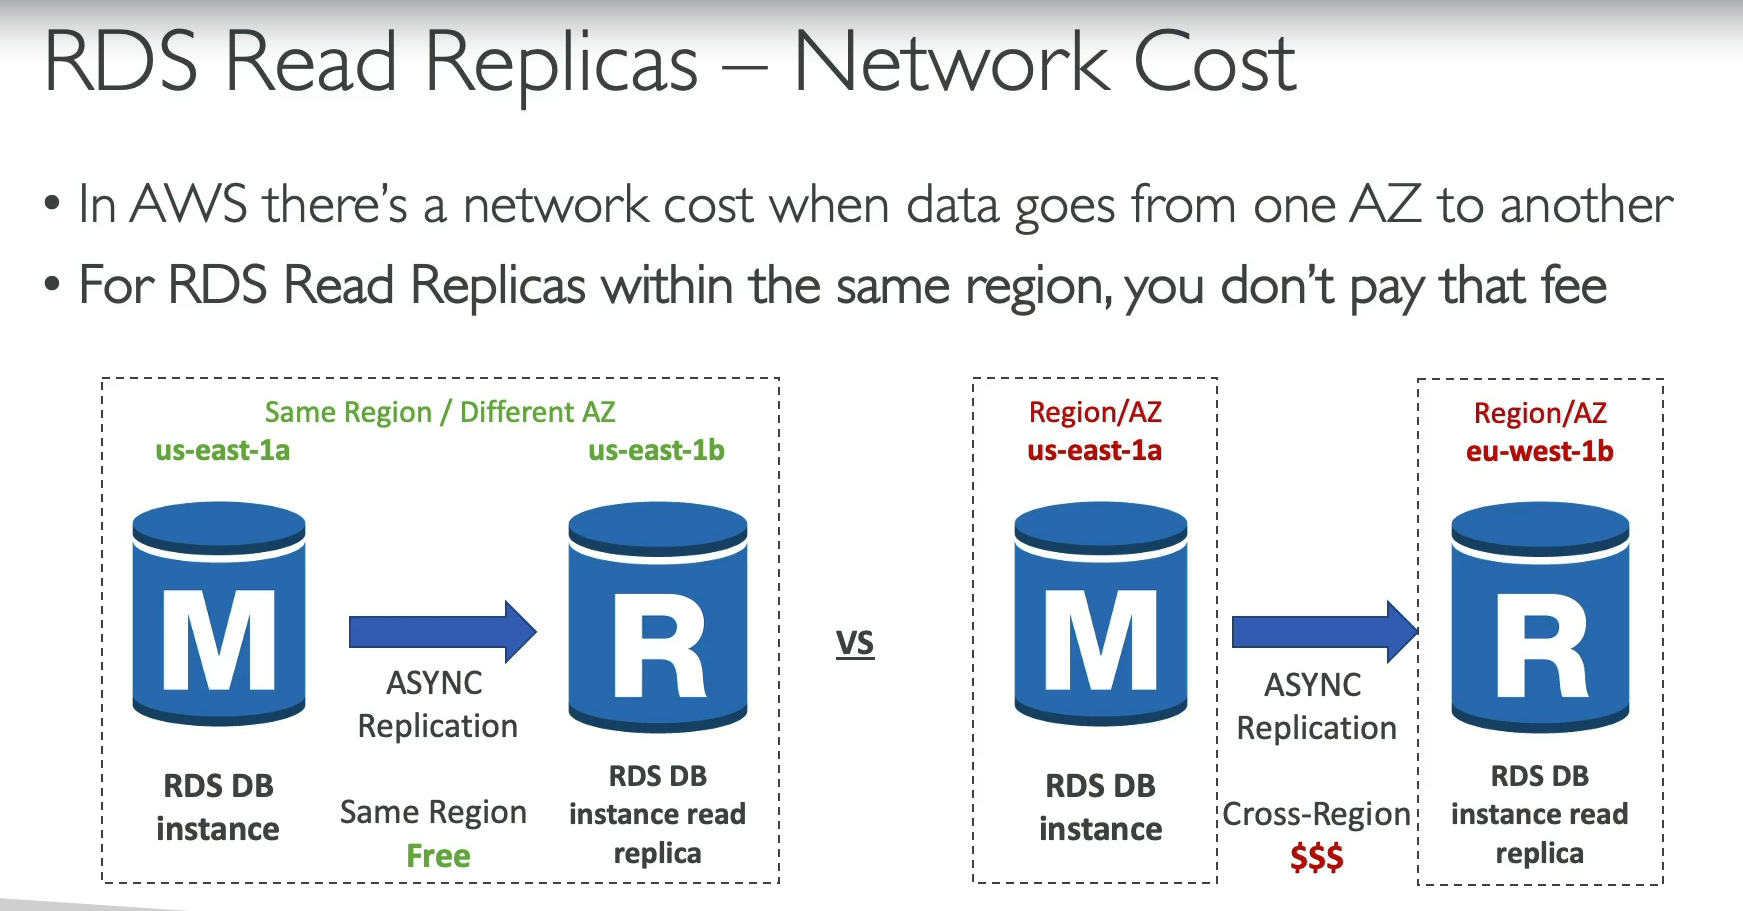 RDS Read Replicas – Network Cost
• In AWS there’s a network cost when data goes from one AZ to another
• For RDS Read Replicas within the same region, you don’t pay that fee
Same Region / Different AZ
us-east-1a
us-east-1b
M
R
ASYNC
Replication
RDS DB
instance
Same Region
Free
RDS DB
instance read
replica
vs
Region/AZ
us-east-1a
Region/AZ
eu-west-1b
M
R
ASYNC
Replication
RDS DB
instance
Cross-Region
$$$
RDS DB
instance read
replica